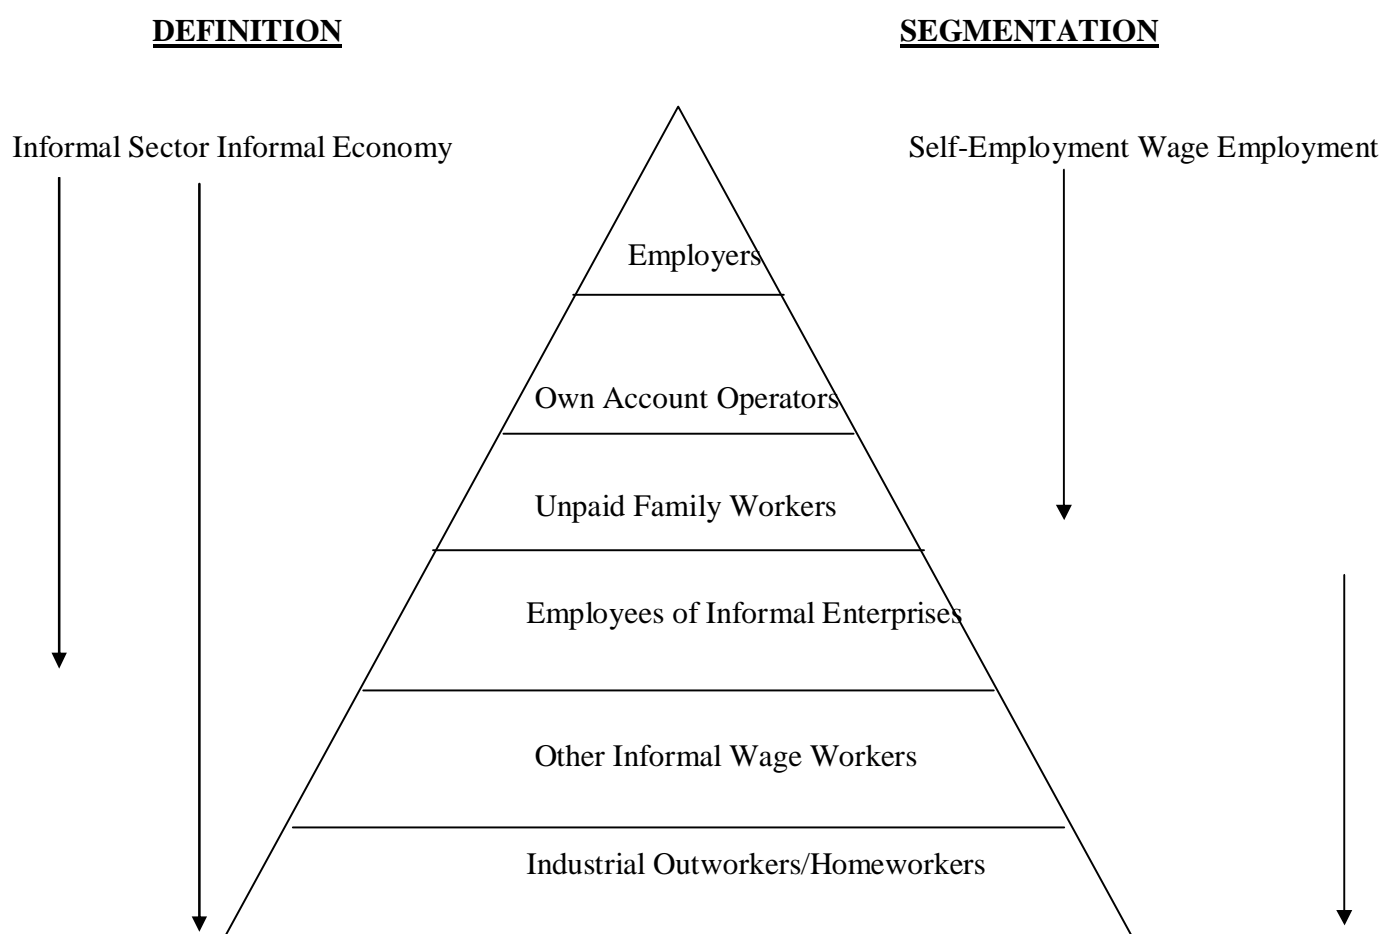 DEFINITION SEGMENTATION
Informal Sector Informal Economy Self-Employment Wage Employment
Employers
Own Account Operators
Unpaid Family Workers
Employees of Informal Enterprises
Other Informal Wage Workers
Industrial Outworkers/Homeworkers